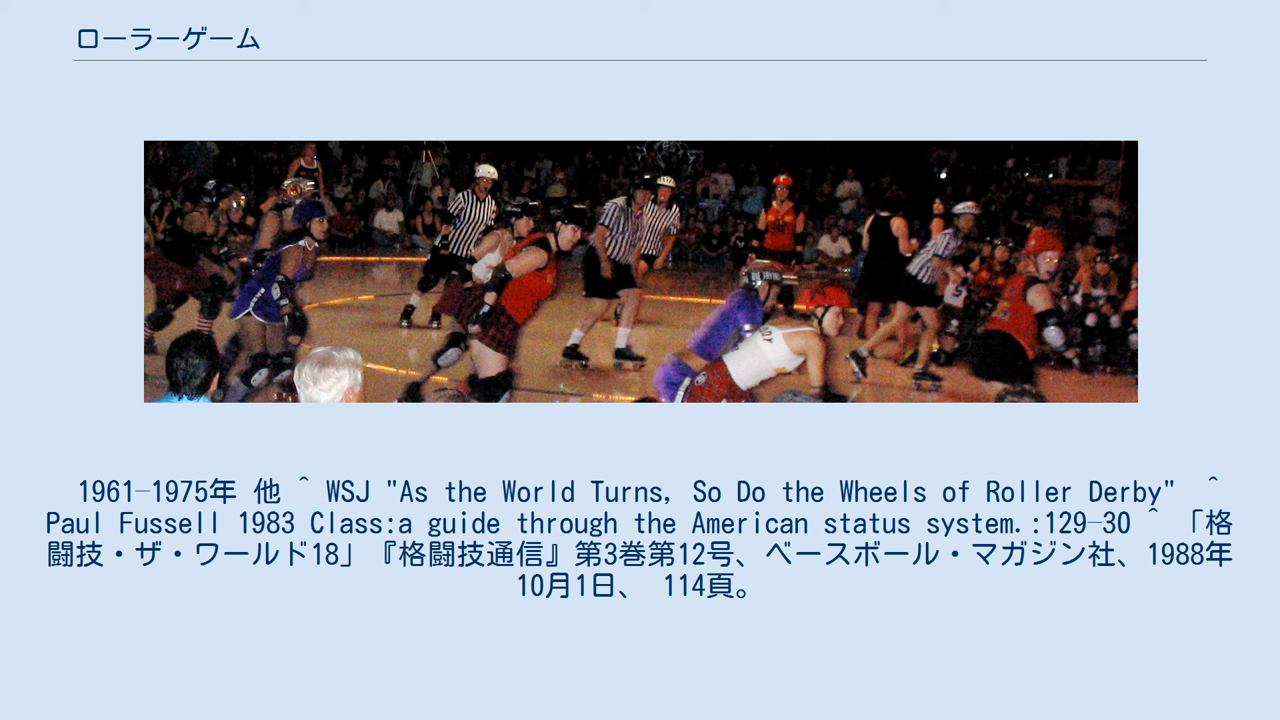 ローラーゲーム
1961–1975年 他 ^ WSJ "As the World Turns, So Do the Wheels of Roller Derby" ^
Paul Fussell 1983 Class:a guide through the American status system.:129–30 ^ 「格
闘技・ザ・ワールド18」『格闘技通信』第3巻第12号、ベースボール・マガジン社、1988年
10月1日、 114頁。